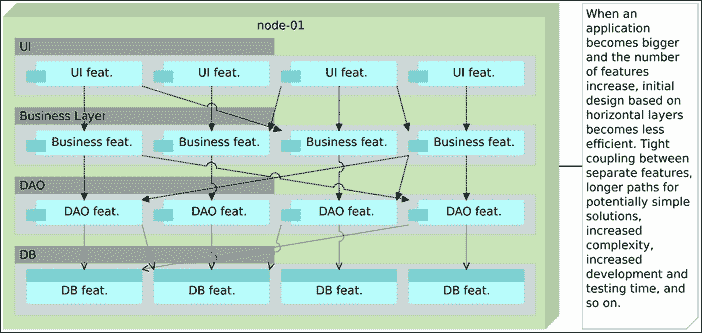 node-01
UI
UI feat. UI feat. UI feat. UI feat.
Business Layer
Business feat. Business feat. Business feat. Business feat.
DAO
DAO feat. DAO feat. DAO feat. DAO feat.
DB
DB feat. DB feat. DB feat. DB feat.
When an
application
becomes bigger
and the number
of features
increase, initial
design based on
horizontal layers
becomes less
efficient. Tight
coupling between
separate features,
longer paths for
potentially simple
solutions,
increased
complexity,
increased
development and
testing time, and
so on.